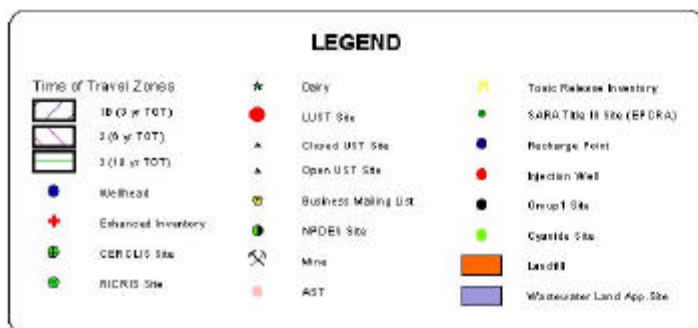 LEGEND
Time of Travel Zones
1B (3 yr TOT)
2 (6 yr TOT)
3 (10 yr TOT)
Wellhead
Enhanced Inventory
CERCLIS Site
RICRIS Site
Dairy
LUST Site
Closed UST Site
Open UST Site
Business Mailing List
NPDES Site
Mine
AST
Toxic Release Inventory
SARA Title III Site (EPCRA)
Recharge Point
Injection Well
Group1 Site
Cyanide Site
Landfill
Wastewater Land App. Site